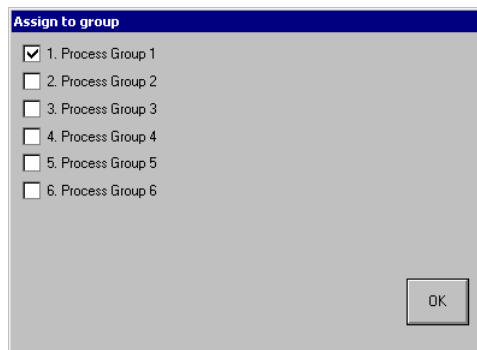 Assign to group
1. Process Group 1
2. Process Group 2
3. Process Group 3
4. Process Group 4
5. Process Group 5
6. Process Group 6
OK